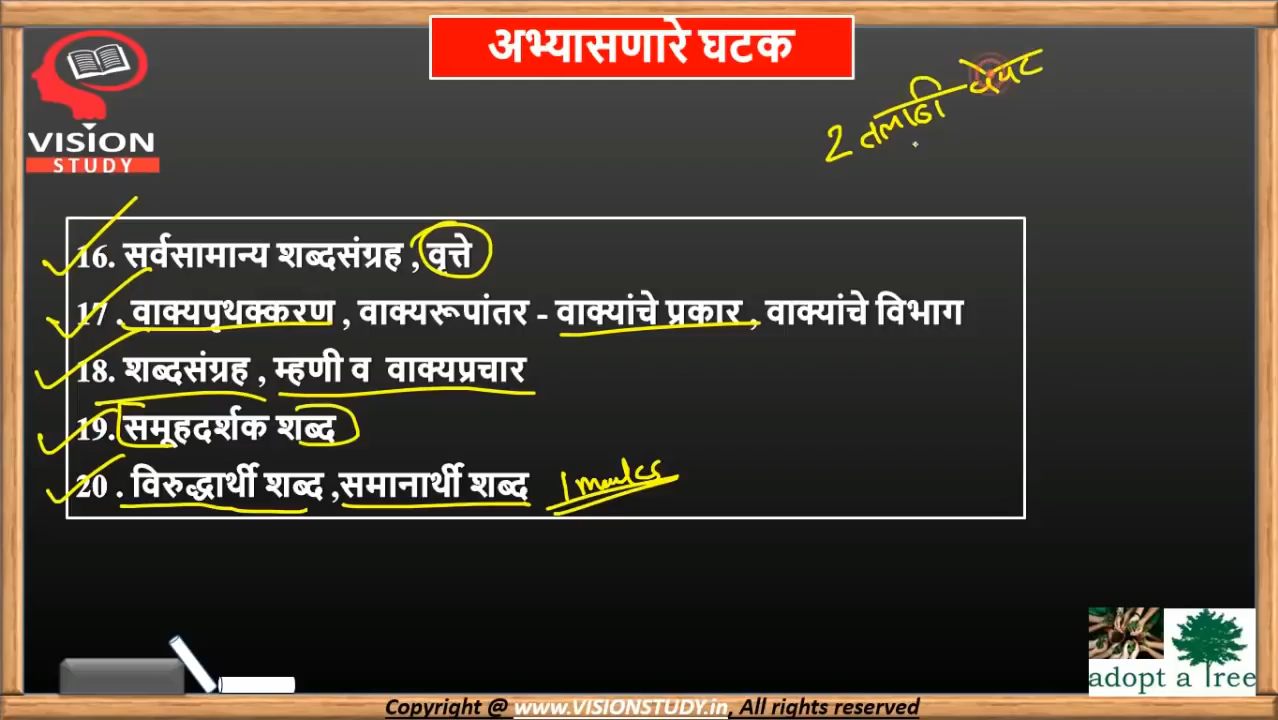 अभ्यासणारे घटक
VISION
STUDY
2 तलाठी पेपर
16. सर्वसामान्य शब्दसंग्रह , वृत्ते
17 . वाक्यपृथक्करण , वाक्यरूपांतर - वाक्यांचे प्रकार , वाक्यांचे विभाग
18. शब्दसंग्रह , म्हणी व वाक्यप्रचार
19. समूहदर्शक शब्द
20 . विरुद्धार्थी शब्द ,समानार्थी शब्द 1 marks
adopt a Tree
Copyright @ www.VISIONSTUDY.in, All rights reserved